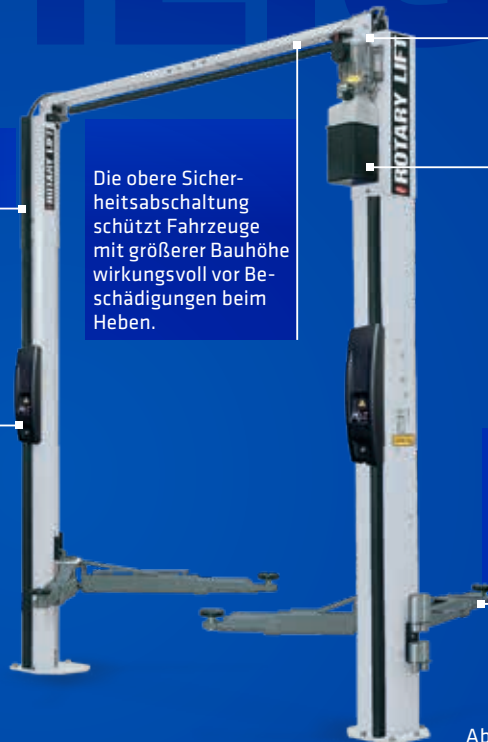 ROTARY LIFT
ROTARY LIFT
Die obere Sicher-
heitsabschaltung
schützt Fahrzeuge
mit größerer Bauhöhe
wirkungsvoll vor Be-
schädigungen beim
Heben.
Ab